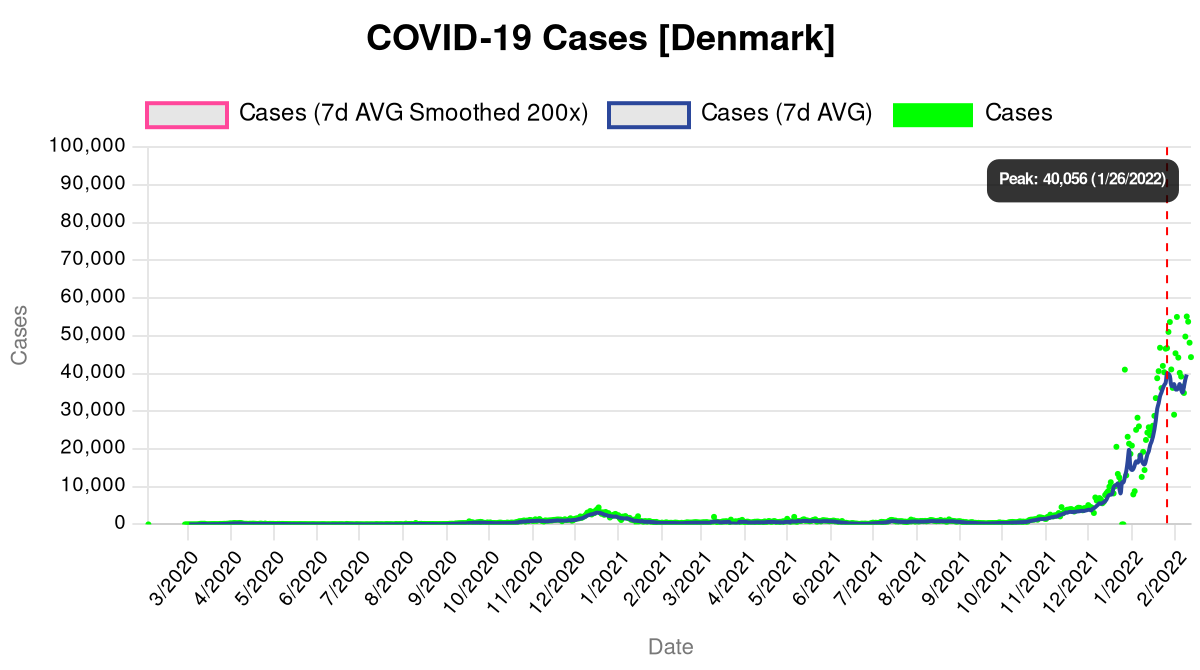 COVID-19 Cases [Denmark]
Cases (7d AVG Smoothed 200x) Cases (7d AVG) Cases
100,000
90,000
80,000
70,000
60,000
50,000
40,000
30,000
20,000
10,000
0
Peak: 40,056 (1/26/2022)
Cases
3/2020 4/2020 5/2020 6/2020 7/2020 8/2020 9/2020 10/2020 11/2020 12/2020 1/2021 2/2021 3/2021 4/2021 5/2021 6/2021 7/2021 8/2021 9/2021 10/2021 11/2021 12/2021 1/2022 2/2022
Date